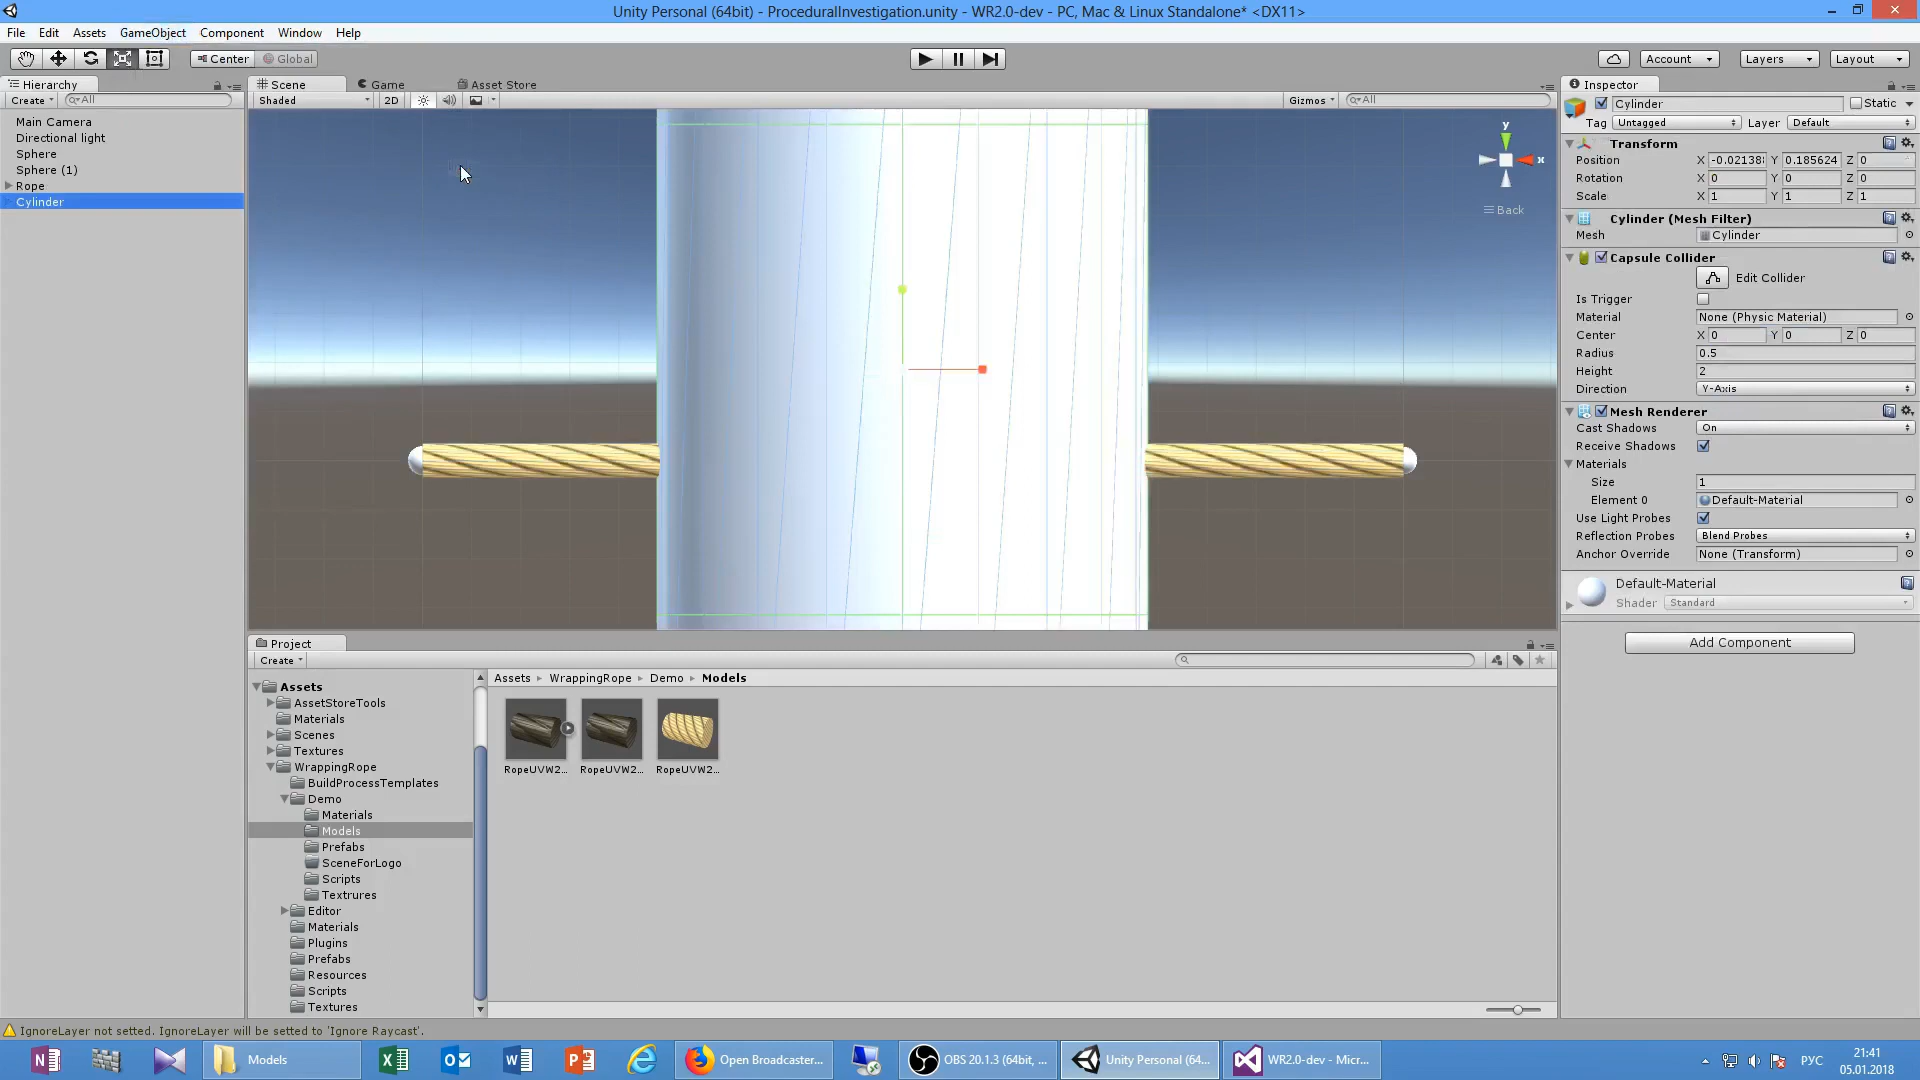 Unity Personal (64bit) - ProceduralInvestigation.unity - WR2.0-dev - PC, Mac & Linux Standalone* <DX11>
File Edit Assets GameObject Component Window Help
Center Global Account Layers Layout
Hierarchy
Create All
Main Camera
Directional light
Sphere
Sphere (1)
Rope
Cylinder
Scene Game Asset Store
Shaded 2D Gizmos All
y
x
Back
Inspector
Cylinder Static
Tag Untagged Layer Default
Transform
Position X -0.02138 Y 0.185624 Z 0
Rotation X 0 Y 0 Z 0
Scale X 1 Y 1 Z 1
Cylinder (Mesh Filter)
Mesh Cylinder
Capsule Collider
Edit Collider
Is Trigger
Material None (Physic Material)
Center X 0 Y 0 Z 0
Radius 0.5
Height 2
Direction Y-Axis
Mesh Renderer
Cast Shadows On
Receive Shadows
Materials
Size 1
Element 0 Default-Material
Use Light Probes
Reflection Probes Blend Probes
Anchor Override None (Transform)
Default-Material
Shader Standard
Add Component
Project
Create
Assets
AssetStoreTools
Materials
Scenes
Textures
WrappingRope
BuildProcessTemplates
Demo
Materials
Models
Prefabs
SceneForLogo
Scripts
Textrures
Editor
Materials
Plugins
Prefabs
Resources
Scripts
Textures
Assets WrappingRope Demo Models
RopeUVW2... RopeUVW2... RopeUVW2...
IgnoreLayer not setted. IgnoreLayer will be setted to 'Ignore Raycast'.
Models Open Broadcaster... OBS 20.1.3 (64bit, ... Unity Personal (64... WR2.0-dev - Micr... РУС
21:41
05.01.2018